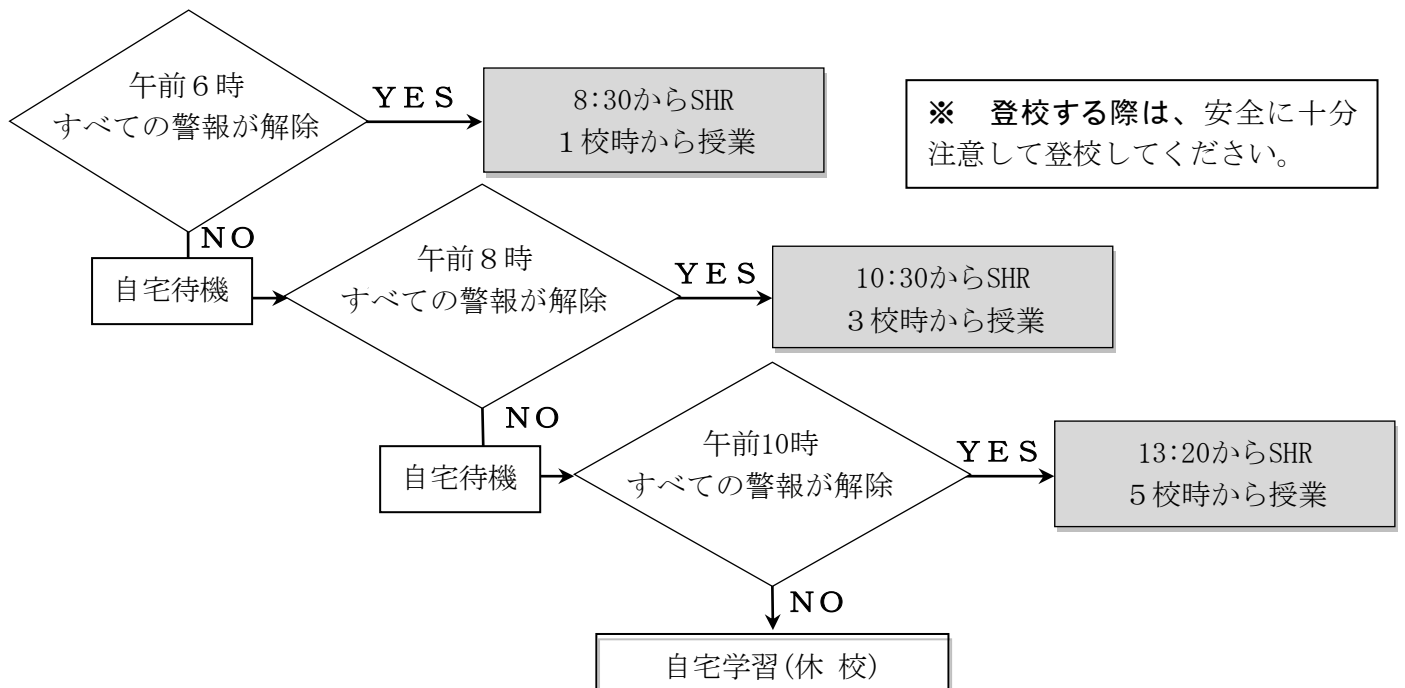 午前６時
すべての警報が解除
ＹＥＳ
8:30からSHR
１校時から授業
※　登校する際は、安全に十分
注意して登校してください。
ＮＯ
自宅待機
午前８時
すべての警報が解除
ＹＥＳ
10:30からSHR
３校時から授業
ＮＯ
自宅待機
午前10時
すべての警報が解除
ＹＥＳ
13:20からSHR
５校時から授業
ＮＯ
自宅学習(休 校)